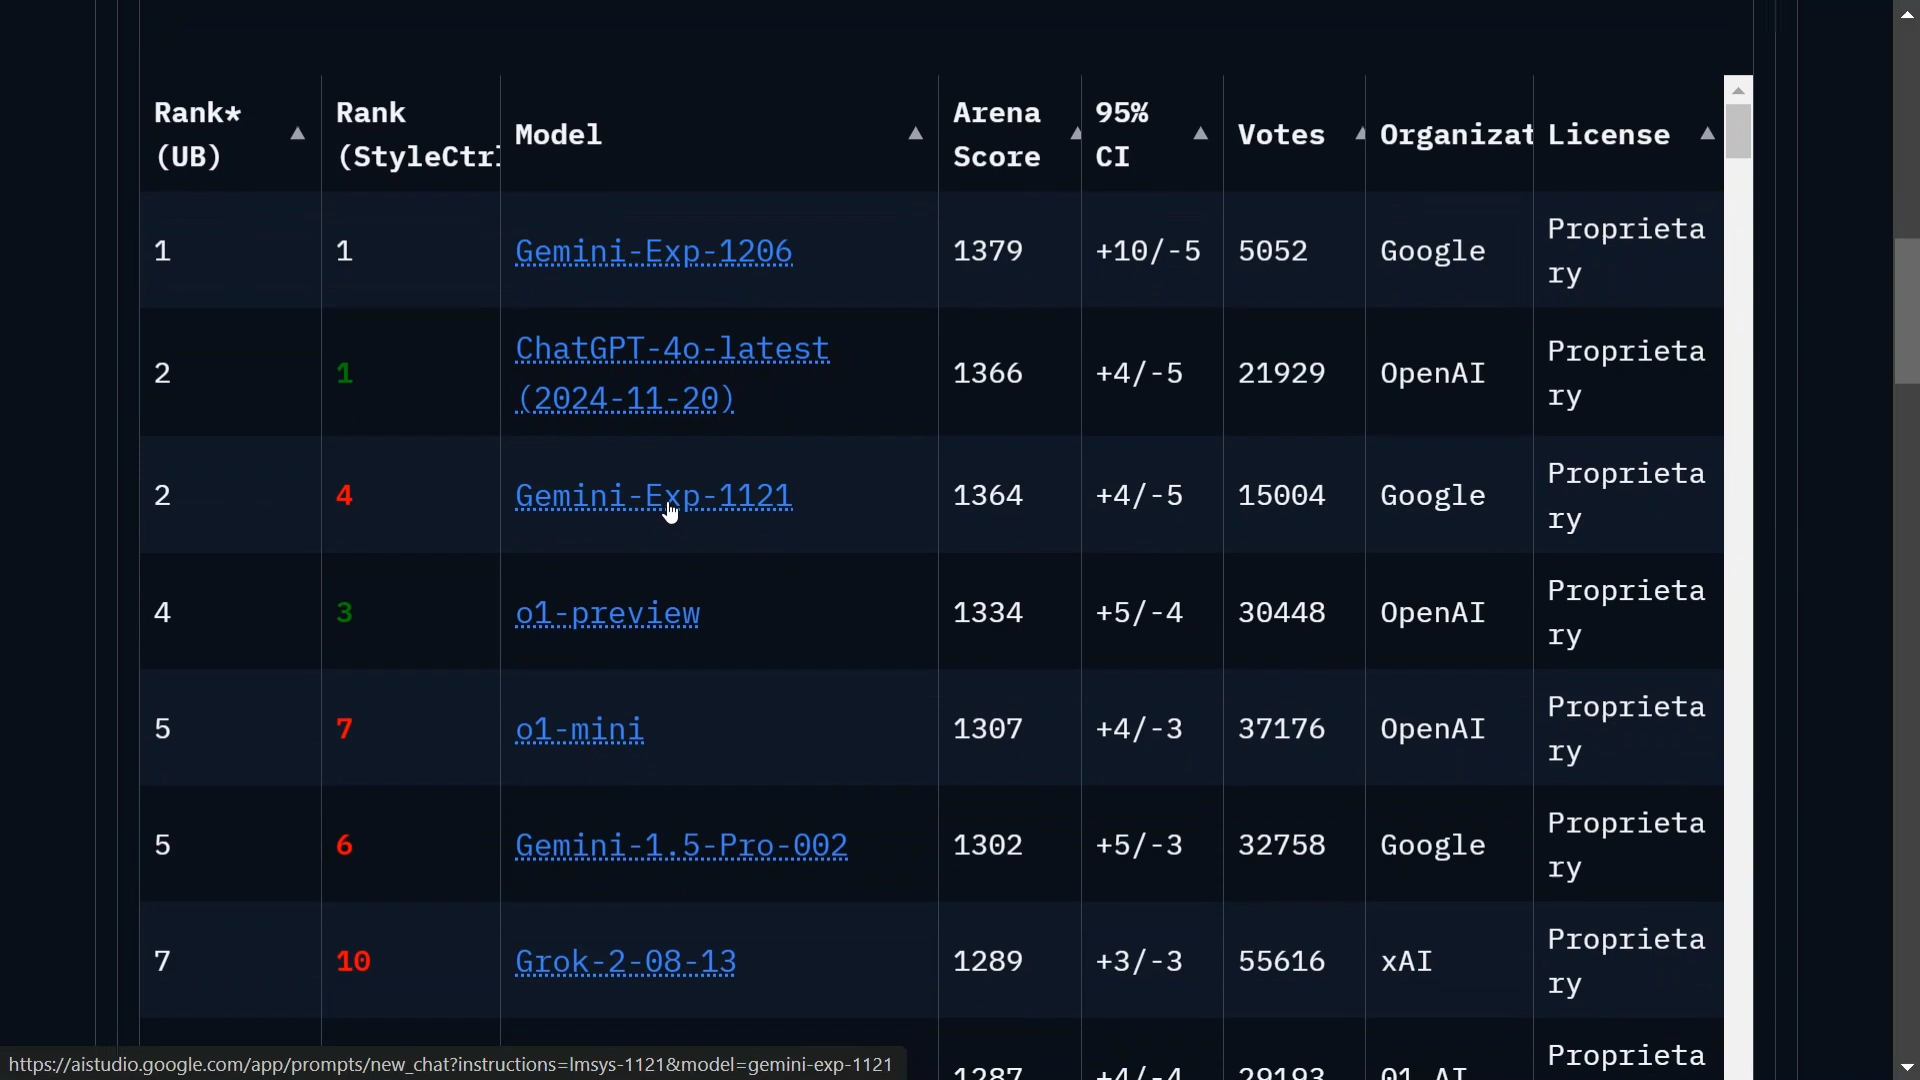 Rank* Rank Model Arena 95% Votes Organizat License
(UB) (StyleCtrl Score CI
1 1 Gemini-Exp-1206 1379 +10/-5 5052 Google Proprieta
ry
2 1 ChatGPT-4o-latest 1366 +4/-5 21929 OpenAI Proprieta
(2024-11-20) ry
2 4 Gemini-Exp-1121 1364 +4/-5 15004 Google Proprieta
ry
4 3 o1-preview 1334 +5/-4 30448 OpenAI Proprieta
ry
5 7 o1-mini 1307 +4/-3 37176 OpenAI Proprieta
ry
5 6 Gemini-1.5-Pro-002 1302 +5/-3 32758 Google Proprieta
ry
7 10 Grok-2-08-13 1289 +3/-3 55616 xAI Proprieta
ry
1287 +4/-4 29193 01 AI Proprieta
https://aistudio.google.com/app/prompts/new_chat?instructions=lmsys-1121&model=gemini-exp-1121